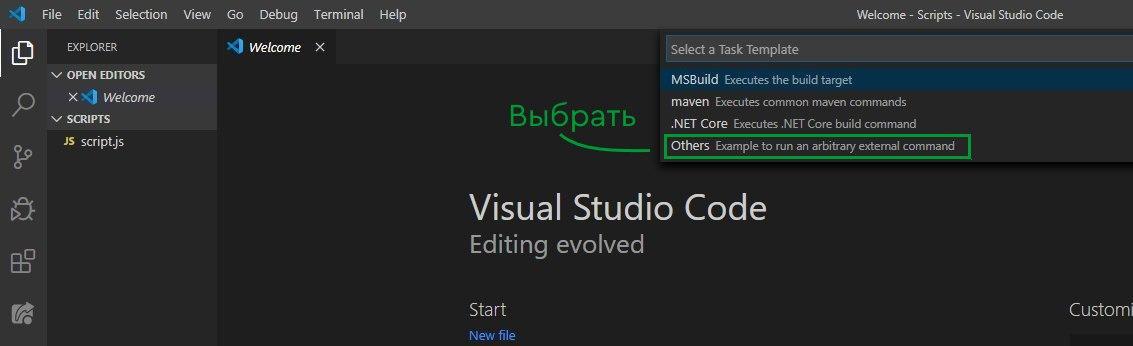 File Edit Selection View Go Debug Terminal Help Welcome - Scripts - Visual Studio Code
EXPLORER
OPEN EDITORS
Welcome
SCRIPTS
JS script.js
Welcome
Select a Task Template
MSBuild Executes the build target
maven Executes common maven commands
.NET Core Executes .NET Core build command
Others Example to run an arbitrary external command
Выбрать
Visual Studio Code
Editing evolved
Start
New file
Customi